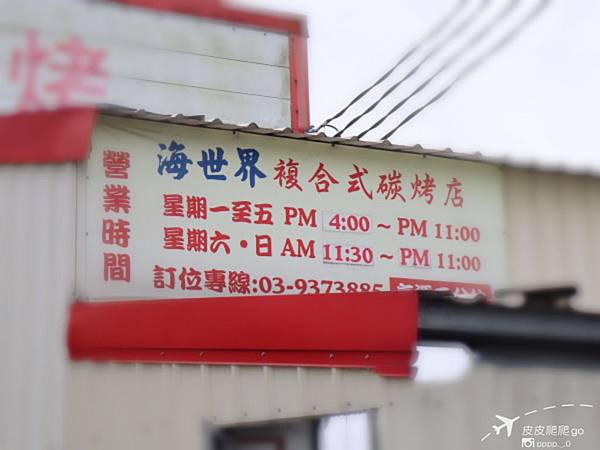 烤
營業時間
海世界複合式碳烤店
星期一至五 PM 4:00 ~ PM 11:00
星期六・日 AM 11:30 ~ PM 11:00
訂位專線:03-9373885
皮皮爬爬go
pppp._.0